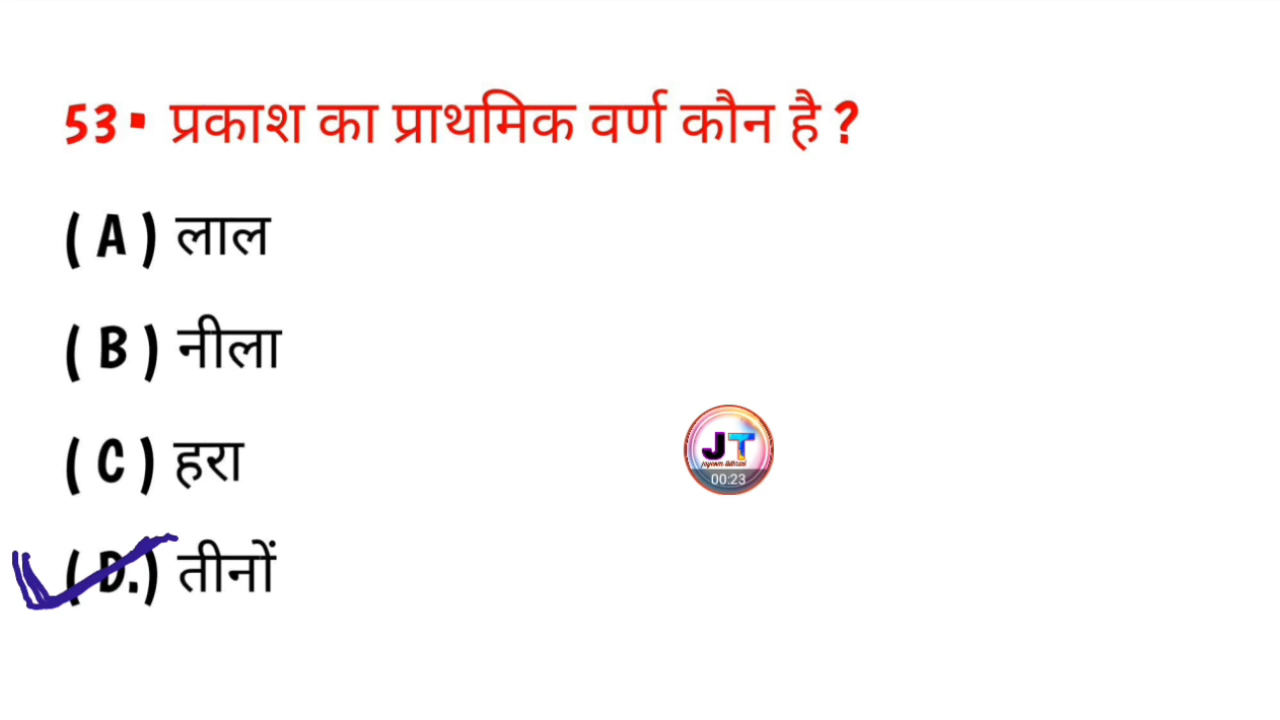 53. प्रकाश का प्राथमिक वर्ण कौन है ?
( A ) लाल
( B ) नीला
( C ) हरा
( D.) तीनों
JT
00:23